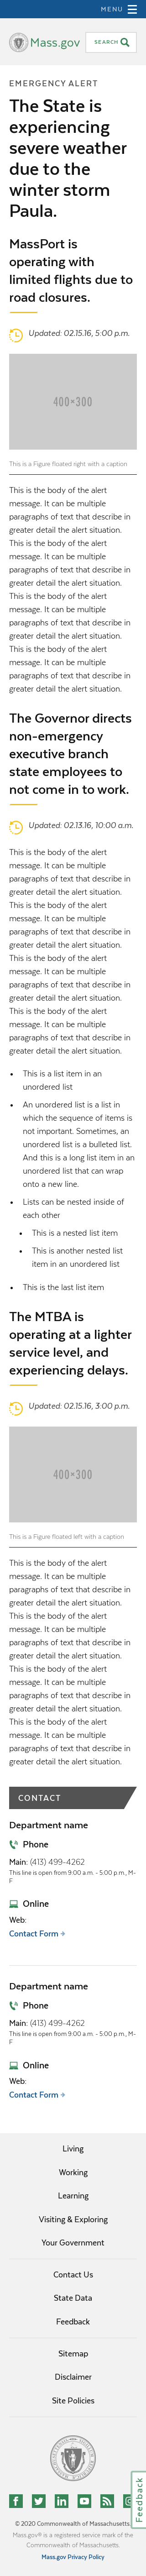 MENU
Mass.gov
SEARCH
EMERGENCY ALERT
The State is
experiencing
severe weather
due to the
winter storm
Paula.
MassPort is
operating with
limited flights due to
road closures.
Updated: 02.15.16, 5:00 p.m.
400×300
This is a Figure floated right with a caption
This is the body of the alert
message. It can be multiple
paragraphs of text that describe in
greater detail the alert situation.
This is the body of the alert
message. It can be multiple
paragraphs of text that describe in
greater detail the alert situation.
This is the body of the alert
message. It can be multiple
paragraphs of text that describe in
greater detail the alert situation.
This is the body of the alert
message. It can be multiple
paragraphs of text that describe in
greater detail the alert situation.
The Governor directs
non-emergency
executive branch
state employees to
not come in to work.
Updated: 02.13.16, 10:00 a.m.
This is the body of the alert
message. It can be multiple
paragraphs of text that describe in
greater detail the alert situation.
This is the body of the alert
message. It can be multiple
paragraphs of text that describe in
greater detail the alert situation.
This is the body of the alert
message. It can be multiple
paragraphs of text that describe in
greater detail the alert situation.
This is the body of the alert
message. It can be multiple
paragraphs of text that describe in
greater detail the alert situation.
• This is a list item in an
unordered list
• An unordered list is a list in
which the sequence of items is
not important. Sometimes, an
unordered list is a bulleted list.
And this is a long list item in an
unordered list that can wrap
onto a new line.
• Lists can be nested inside of
each other
• This is a nested list item
• This is another nested list
item in an unordered list
• This is the last list item
The MTBA is
operating at a lighter
service level, and
experiencing delays.
Updated: 02.15.16, 3:00 p.m.
400×300
This is a Figure floated left with a caption
This is the body of the alert
message. It can be multiple
paragraphs of text that describe in
greater detail the alert situation.
This is the body of the alert
message. It can be multiple
paragraphs of text that describe in
greater detail the alert situation.
This is the body of the alert
message. It can be multiple
paragraphs of text that describe in
greater detail the alert situation.
This is the body of the alert
message. It can be multiple
paragraphs of text that describe in
greater detail the alert situation.
CONTACT
Department name
Phone
Main: (413) 499-4262
This line is open from 9:00 a.m. - 5:00 p.m., M-
F
Online
Web:
Contact Form
Department name
Phone
Main: (413) 499-4262
This line is open from 9:00 a.m. - 5:00 p.m., M-
F
Online
Web:
Contact Form
Living
Working
Learning
Visiting & Exploring
Your Government
Contact Us
State Data
Feedback
Sitemap
Disclaimer
Site Policies
Feedback
© 2020 Commonwealth of Massachusetts.
Mass.gov® is a registered service mark of the
Commonwealth of Massachusetts.
Mass.gov Privacy Policy